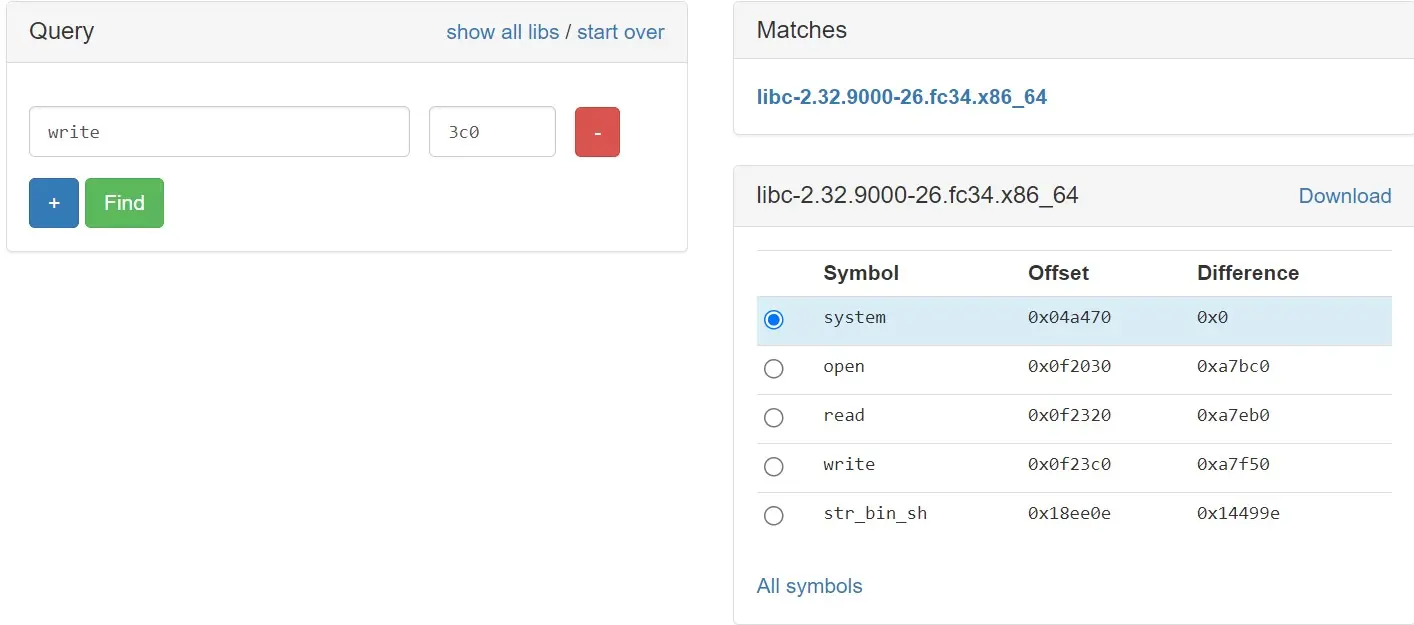 Query show all libs / start over
write 3c0 -
+ Find
Matches
libc-2.32.9000-26.fc34.x86_64
libc-2.32.9000-26.fc34.x86_64 Download
Symbol Offset Difference
system 0x04a470 0x0
open 0x0f2030 0xa7bc0
read 0x0f2320 0xa7eb0
write 0x0f23c0 0xa7f50
str_bin_sh 0x18ee0e 0x14499e
All symbols